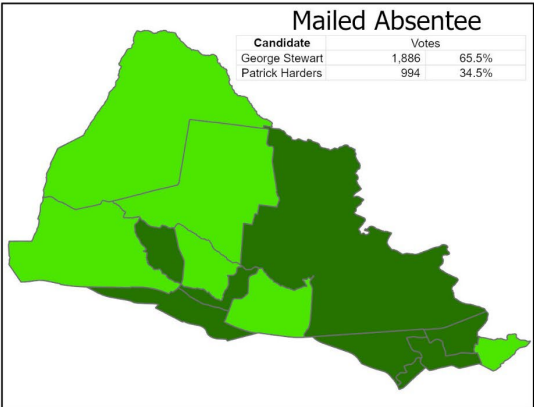 Mailed Absentee
Candidate Votes
George Stewart 1,886 65.5%
Patrick Harders 994 34.5%